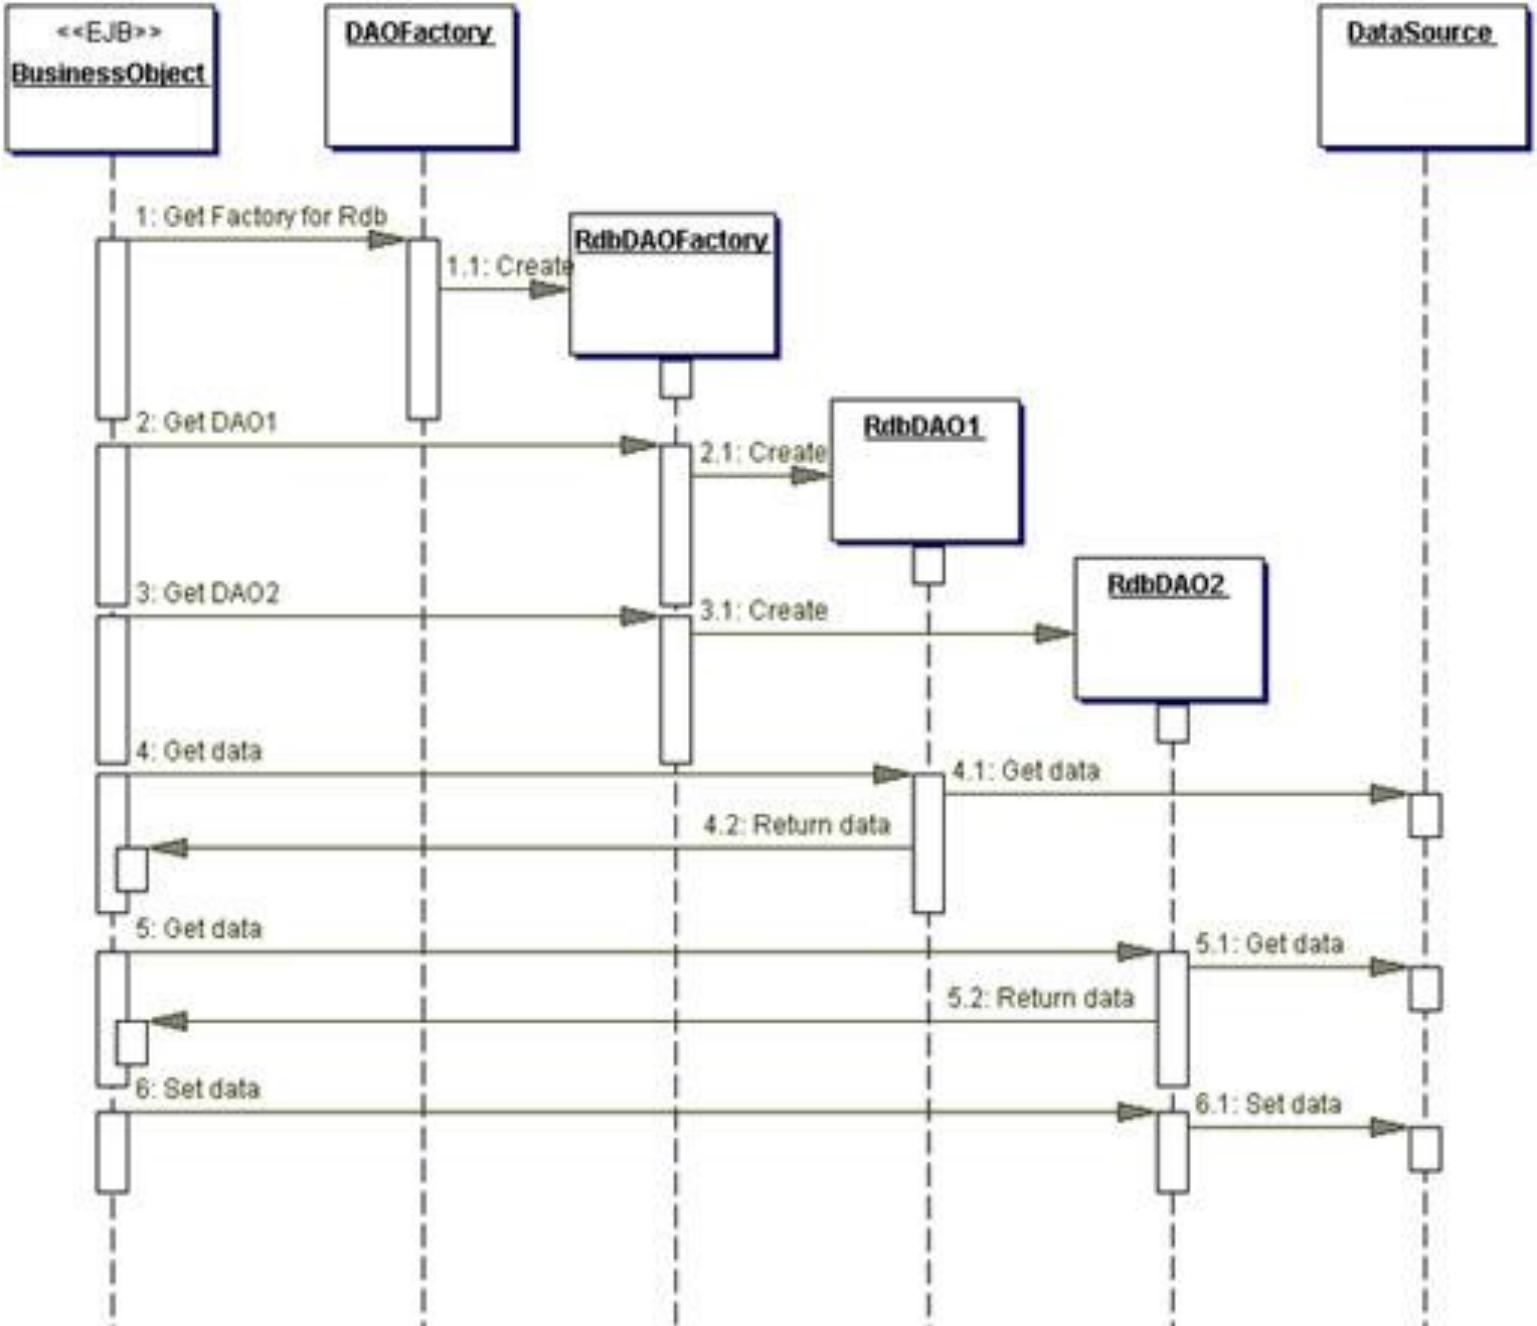 <<EJB>>
BusinessObject
DAOFactory
DataSource
1: Get Factory for Rdb
RdbDAOFactory
1.1: Create
2: Get DAO1
RdbDAO1
2.1: Create
3: Get DAO2
RdbDAO2
3.1: Create
4: Get data
4.1: Get data
4.2: Return data
5: Get data
5.1: Get data
5.2: Return data
6: Set data
6.1: Set data